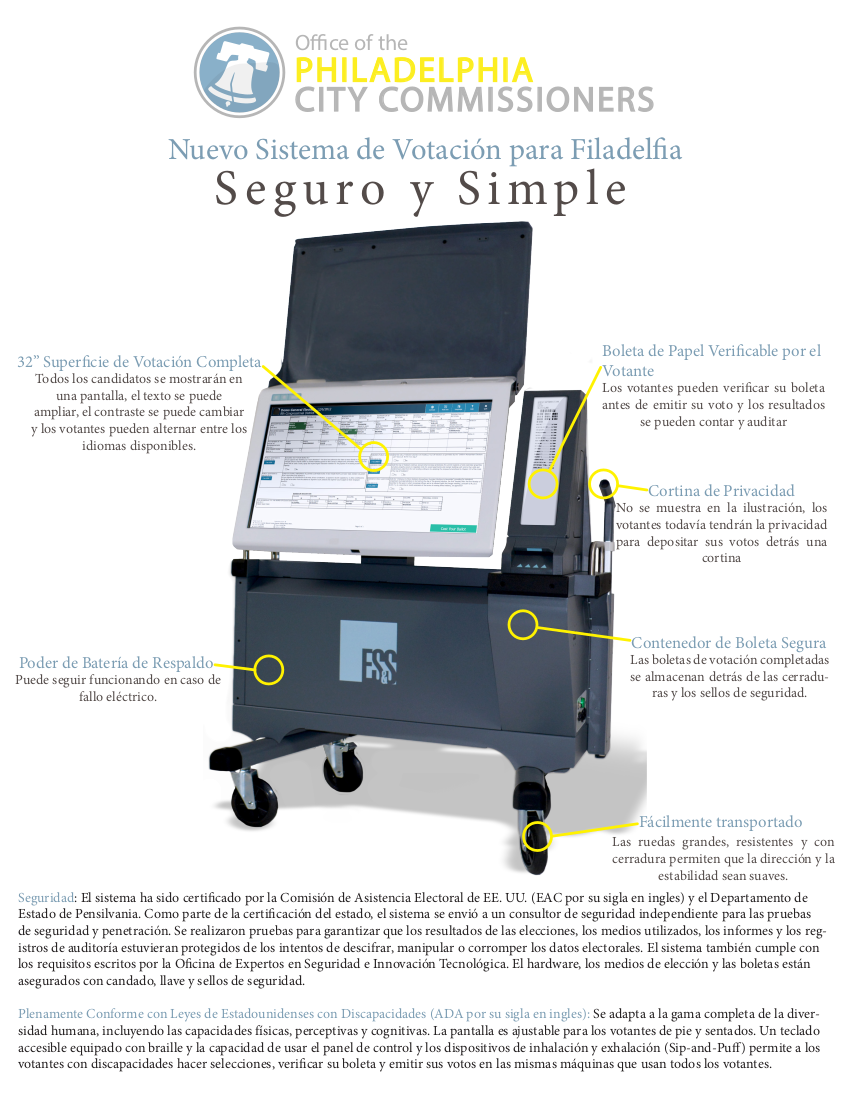 Office of the
PHILADELPHIA
CITY COMMISSIONERS
Nuevo Sistema de Votación para Filadelfia
Seguro y Simple
32” Superficie de Votación Completa
Todos los candidatos se mostrarán en
una pantalla, el texto se puede
ampliar, el contraste se puede cambiar
y los votantes pueden alternar entre los
idiomas disponibles.
Boleta de Papel Verificable por el
Votante
Los votantes pueden verificar su boleta
antes de emitir su voto y los resultados
se pueden contar y auditar
Cortina de Privacidad
No se muestra en la ilustración, los
votantes todavía tendrán la privacidad
para depositar sus votos detrás una
cortina
Contenedor de Boleta Segura
Las boletas de votación completadas
se almacenan detrás de las cerradu-
ras y los sellos de seguridad.
Poder de Batería de Respaldo
Puede seguir funcionando en caso de
fallo eléctrico.
ES&S
Fácilmente transportado
Las ruedas grandes, resistentes y con
cerradura permiten que la dirección y la
estabilidad sean suaves.
Seguridad: El sistema ha sido certificado por la Comisión de Asistencia Electoral de EE. UU. (EAC por su sigla en ingles) y el Departamento de
Estado de Pensilvania. Como parte de la certificación del estado, el sistema se envió a un consultor de seguridad independiente para las pruebas
de seguridad y penetración. Se realizaron pruebas para garantizar que los resultados de las elecciones, los medios utilizados, los informes y los reg-
istros de auditoría estuvieran protegidos de los intentos de descifrar, manipular o corromper los datos electorales. El sistema también cumple con
los requisitos escritos por la Oficina de Expertos en Seguridad e Innovación Tecnológica. El hardware, los medios de elección y las boletas están
asegurados con candado, llave y sellos de seguridad.
Plenamente Conforme con Leyes de Estadounidenses con Discapacidades (ADA por su sigla en ingles): Se adapta a la gama completa de la diver-
sidad humana, incluyendo las capacidades físicas, perceptivas y cognitivas. La pantalla es ajustable para los votantes de pie y sentados. Un teclado
accesible equipado con braille y la capacidad de usar el panel de control y los dispositivos de inhalación y exhalación (Sip-and-Puff) permite a los
votantes con discapacidades hacer selecciones, verificar su boleta y emitir sus votos en las mismas máquinas que usan todos los votantes.